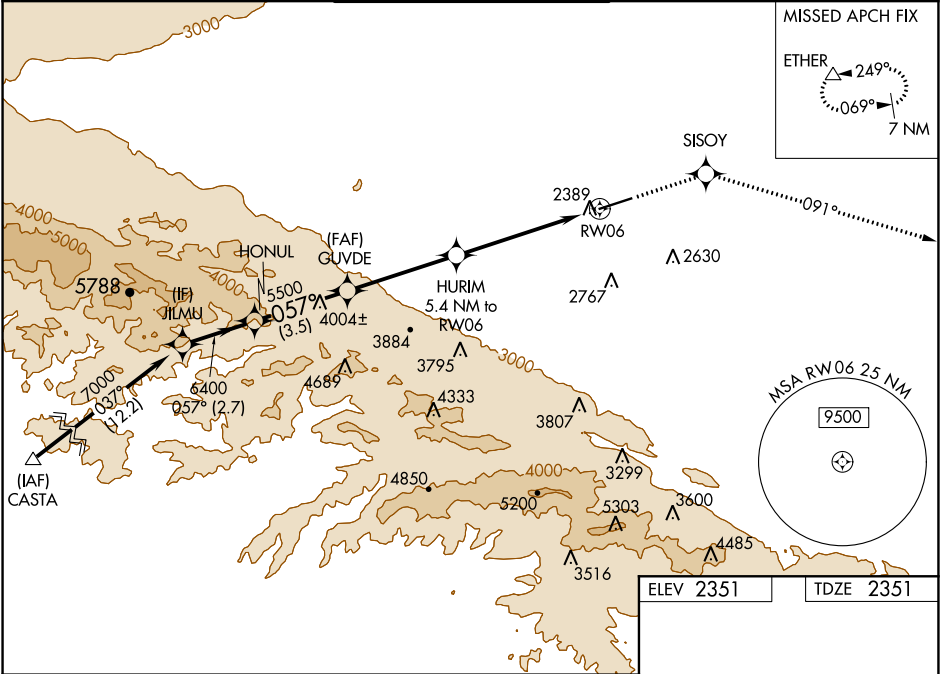 MISSED APCH FIX
ETHER
249°
069°
7 NM
3000
SISOY
2389
RW06
091°
4000
5000
HONUL
(FAF)
GUVDE
2630
2767
4000
5500
5788
(IF)
JILMU
057°
(3.5)
4004±
HURIM
5.4 NM to
RW06
3884
3795
3000
4689
7000
037°
(12.2)
6400
057° (2.7)
4333
3807
MSA RW 06 25 NM
9500
(IAF)
CASTA
3299
4000
4850
5200
5303
3600
4485
3516
ELEV 2351
TDZE 2351